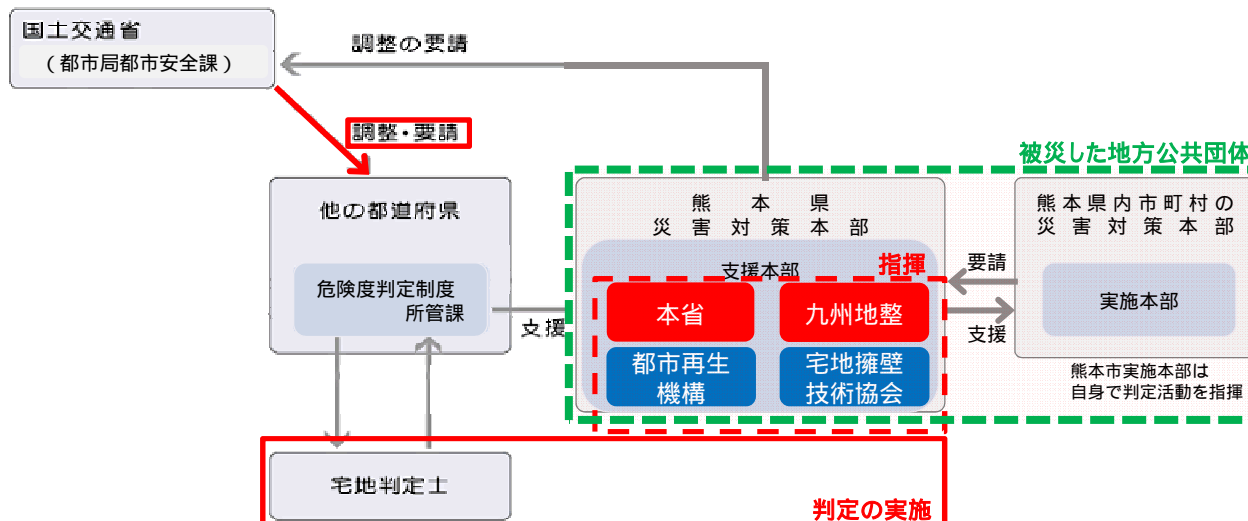 国土交通省
（都市局都市安全課）
調整の要請
調整・要請
被災した地方公共団体
他の都道府県
危険度判定制度
所管課
支援
熊本県
災害対策本部
支援本部
指揮
本省
九州地整
都市再生
機構
宅地擁壁
技術協会
要請
支援
熊本県内市町村の
災害対策本部
実施本部
熊本市実施本部は
自身で判定活動を指揮
宅地判定士
判定の実施